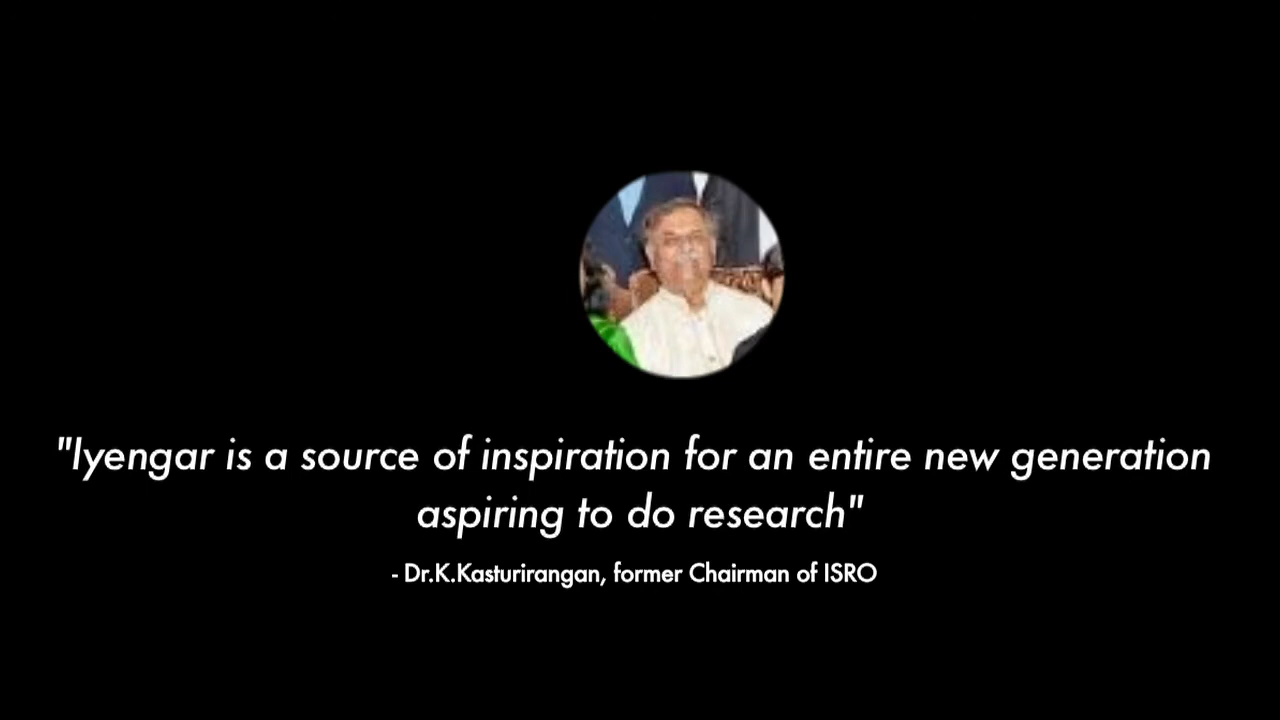 "Iyengar is a source of inspiration for an entire new generation
aspiring to do research"
- Dr.K.Kasturirangan, former Chairman of ISRO